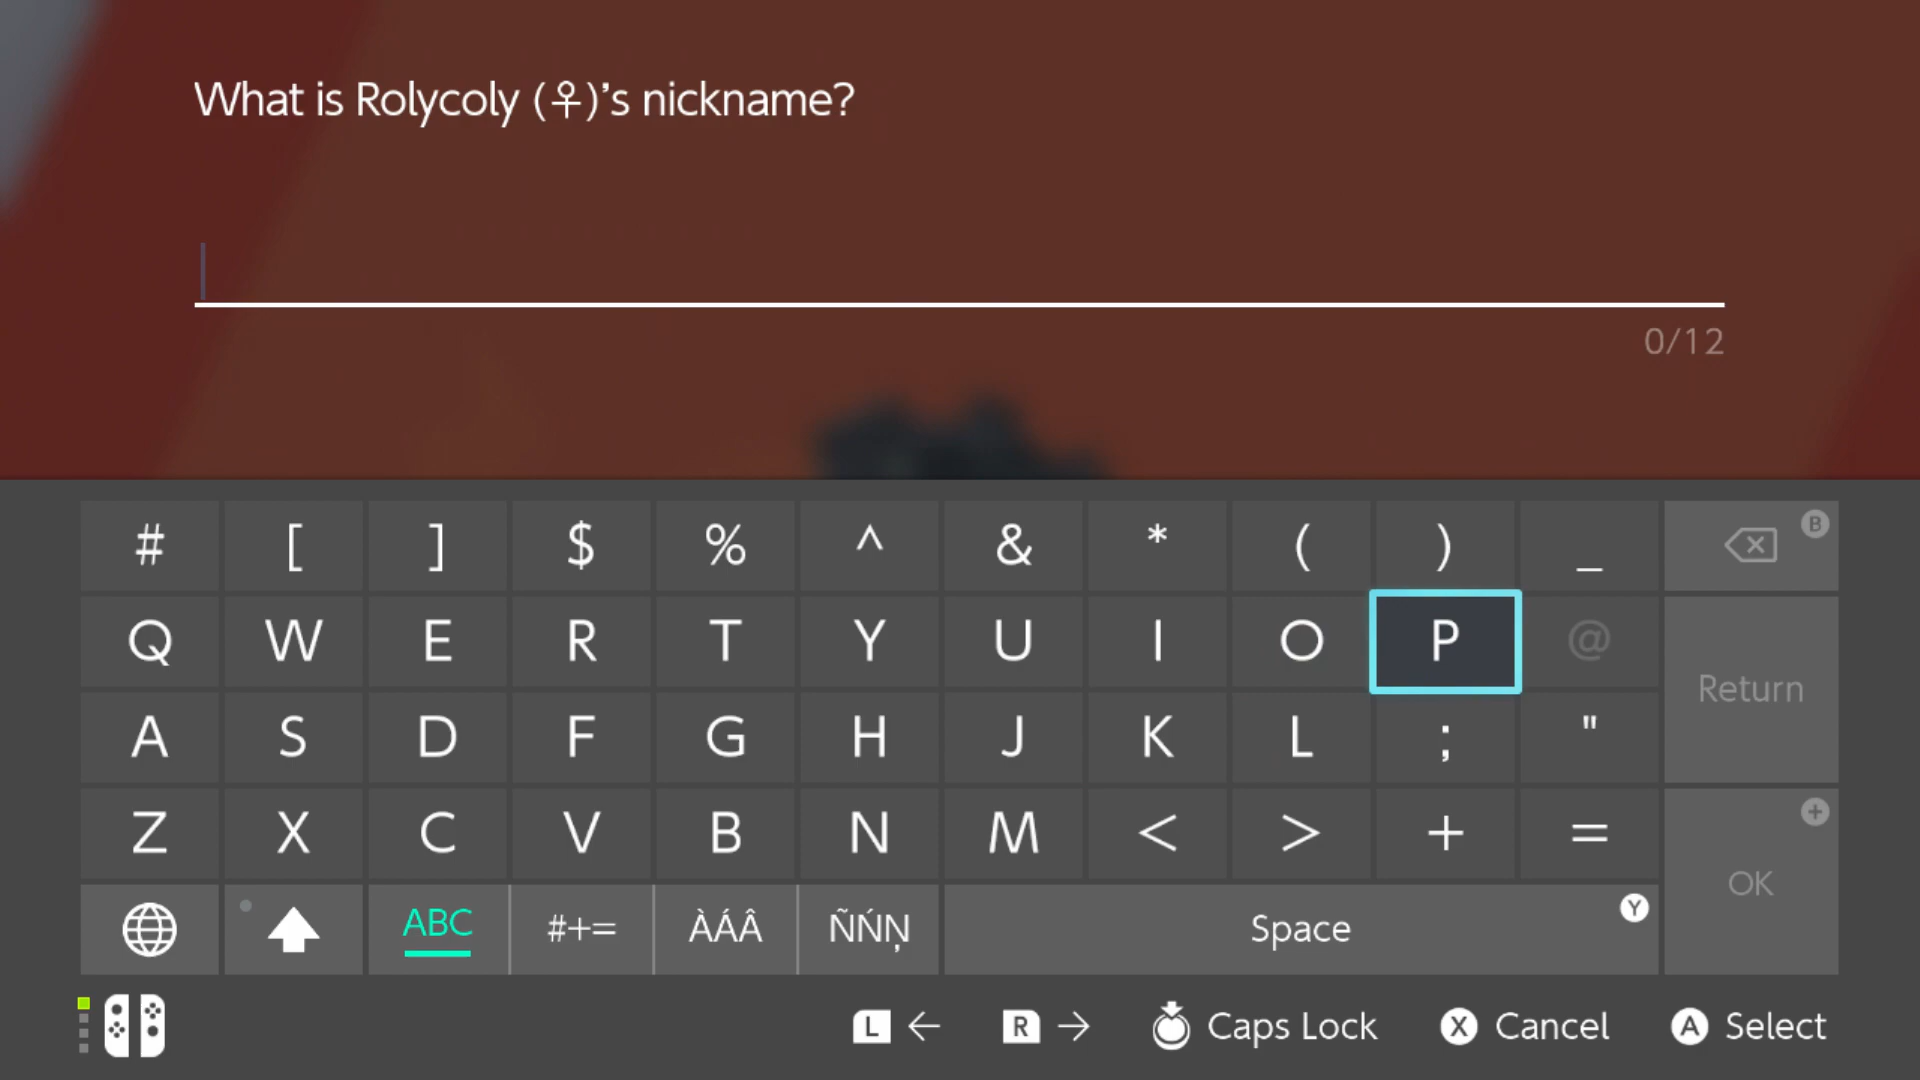 What is Rolycoly (♀)’s nickname?
0/12
# [ ] $ % ^ & * ( ) _ B
Q W E R T Y U I O P @ Return
A S D F G H J K L ; "
Z X C V B N M < > + = OK +
ABC #+= ÀÁÂ ÑŃŅ Space Y
L ← R → Caps Lock X Cancel A Select